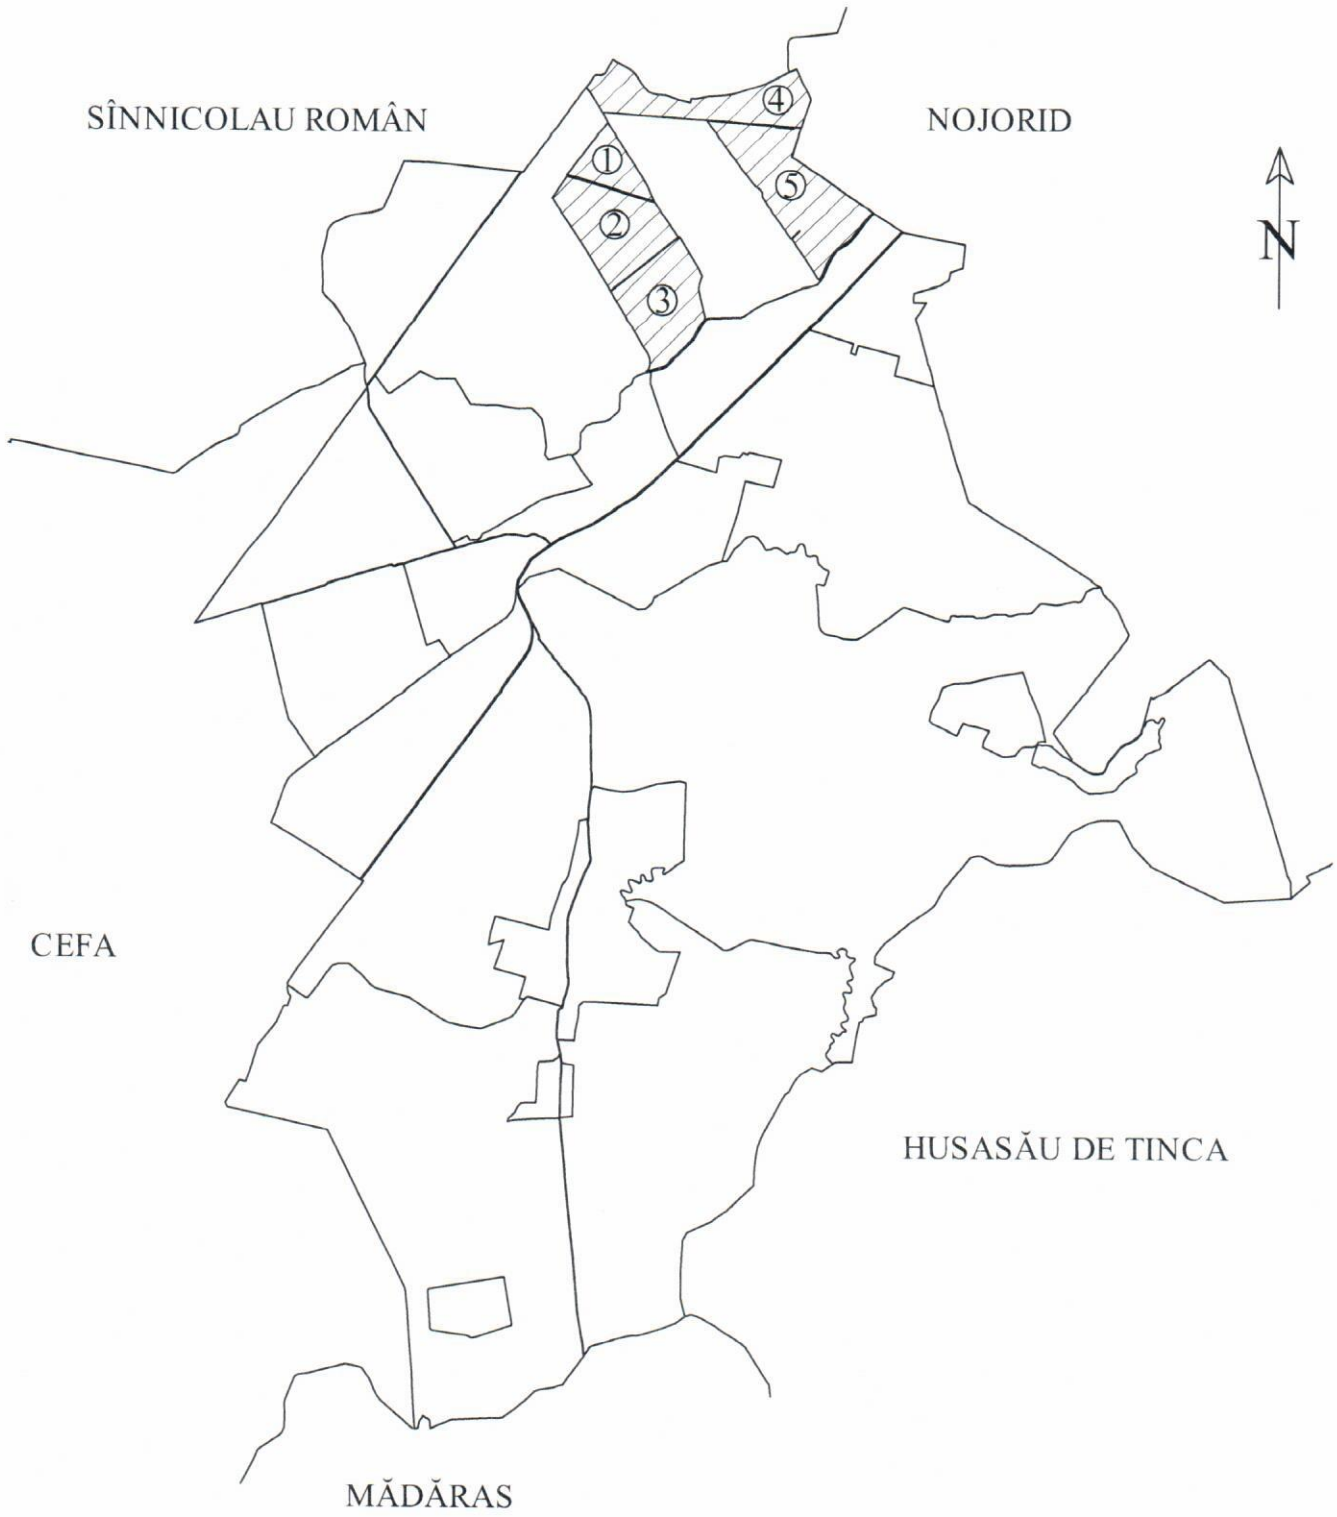 SÎNNICOLAU ROMÂN
NOJORID
4
1
5
2
N
3
CEFA
HUSASĂU DE TINCA
MĂDĂRAS